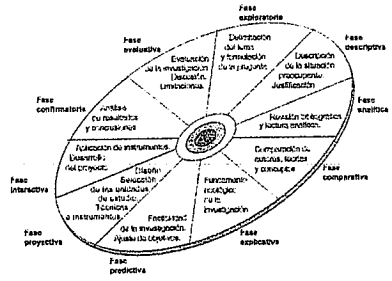 Fase
exploratoria
Fase
descriptiva
Fase
analítica
Fase
comparativa
Fase
explicativa
Fase
predictiva
Fase
proyectiva
Fase
interactiva
Fase
confirmatoria
Fase
evaluativa
Delimitación
del tema
y formulación
de la pregunta
Descripción
de la situación
preocupante.
Justificación
Revisión bibliográfica
y lectura analítica.
Comparación de
autores, teorías
y conceptos
Fundamento
de la
investigación
Factibilidad
de la investigación.
Ajuste de objetivos.
Diseño
Selección
de las unidades
de estudio.
Técnicas
e instrumentos.
Aplicación de instrumentos.
Desarrollo
del proyecto.
Análisis
de resultados
y conclusiones
Evaluación
de la investigación
Discusión.
Limitaciones.